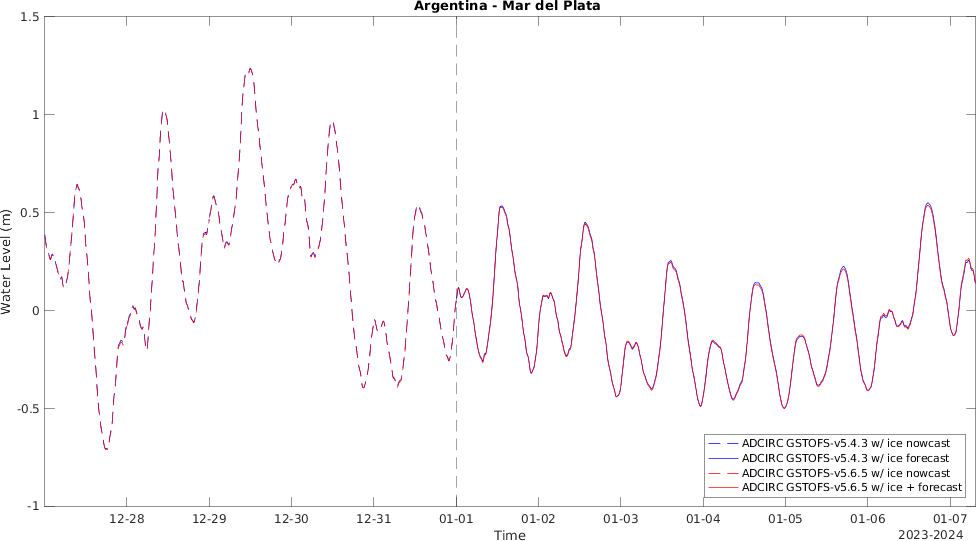 Argentina - Mar del Plata
1.5
1
0.5
0
-0.5
-1
Water Level (m)
12-28 12-29 12-30 12-31 01-01 01-02 01-03 01-04 01-05 01-06 01-07
Time
2023-2024
ADCIRC GSTOFS-v5.4.3 w/ ice nowcast
ADCIRC GSTOFS-v5.4.3 w/ ice forecast
ADCIRC GSTOFS-v5.6.5 w/ ice nowcast
ADCIRC GSTOFS-v5.6.5 w/ ice + forecast